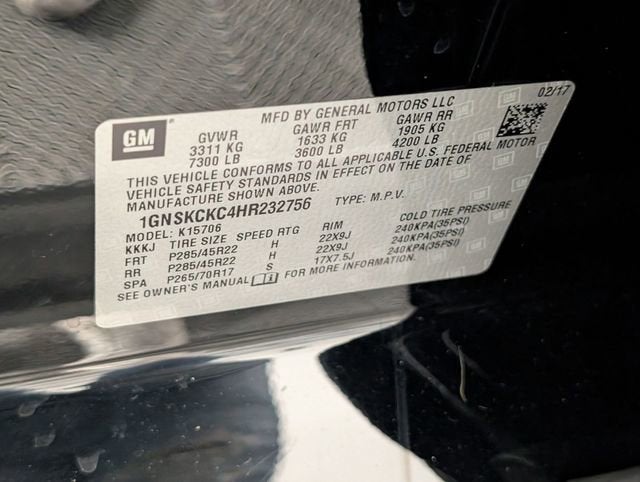 GM
MFD BY GENERAL MOTORS LLC 02/17
GVWR GAWR FRT GAWR RR
3311 KG 1633 KG 1905 KG
7300 LB 3600 LB 4200 LB
THIS VEHICLE CONFORMS TO ALL APPLICABLE U.S. FEDERAL MOTOR
VEHICLE SAFETY STANDARDS IN EFFECT ON THE DATE OF
MANUFACTURE SHOWN ABOVE.
1GNSKCKC4HR232756 TYPE: M.P.V.
MODEL: K15706
KKKJ TIRE SIZE SPEED RTG RIM COLD TIRE PRESSURE
FRT P285/45R22 H 22X9J 240KPA(35PSI)
RR P285/45R22 H 22X9J 240KPA(35PSI)
SPA P265/70R17 S 17X7.5J 240KPA(35PSI)
SEE OWNER'S MANUAL FOR MORE INFORMATION.